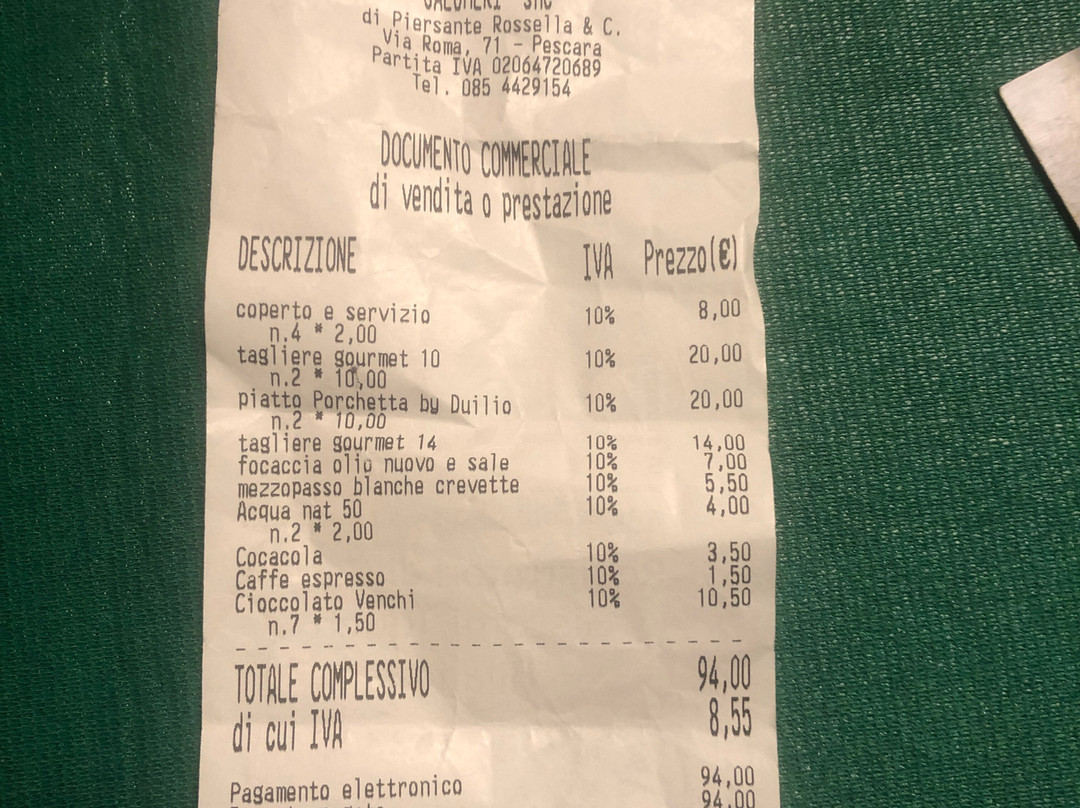 di Piersante Rossella & C.
Via Roma, 71 - Pescara
Partita IVA 02064720689
Tel. 085 4429154
DOCUMENTO COMMERCIALE
di vendita o prestazione
DESCRIZIONE IVA Prezzo(€)
coperto e servizio 10% 8,00
n.4 * 2,00
tagliere gourmet 10 10% 20,00
n.2 * 10,00
piatto Porchetta by Duilio 10% 20,00
n.2 * 10,00
tagliere gourmet 14 10% 14,00
focaccia olio nuovo e sale 10% 7,00
mezzopasso blanche crevette 10% 5,50
Acqua nat 50 10% 4,00
n.2 * 2,00
Cocacola 10% 3,50
Caffe espresso 10% 1,50
Cioccolato Venchi 10% 10,50
n.7 * 1,50
TOTALE COMPLESSIVO 94,00
di cui IVA 8,55
Pagamento elettronico 94,00
94,00